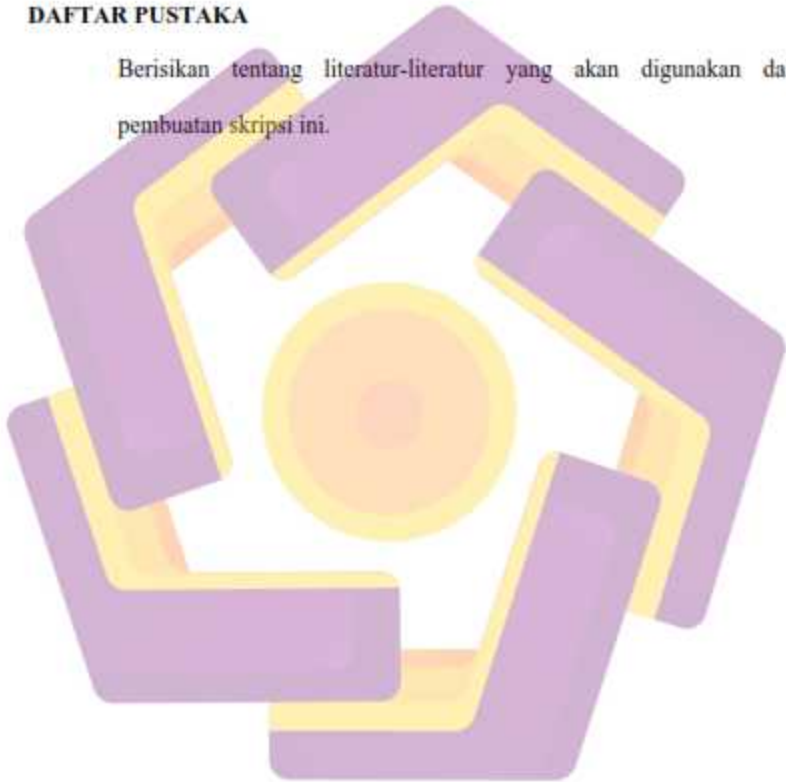 DAFTAR PUSTAKA
Berisikan tentang literatur-literatur yang akan digunakan da
pembuatan skripsi ini.